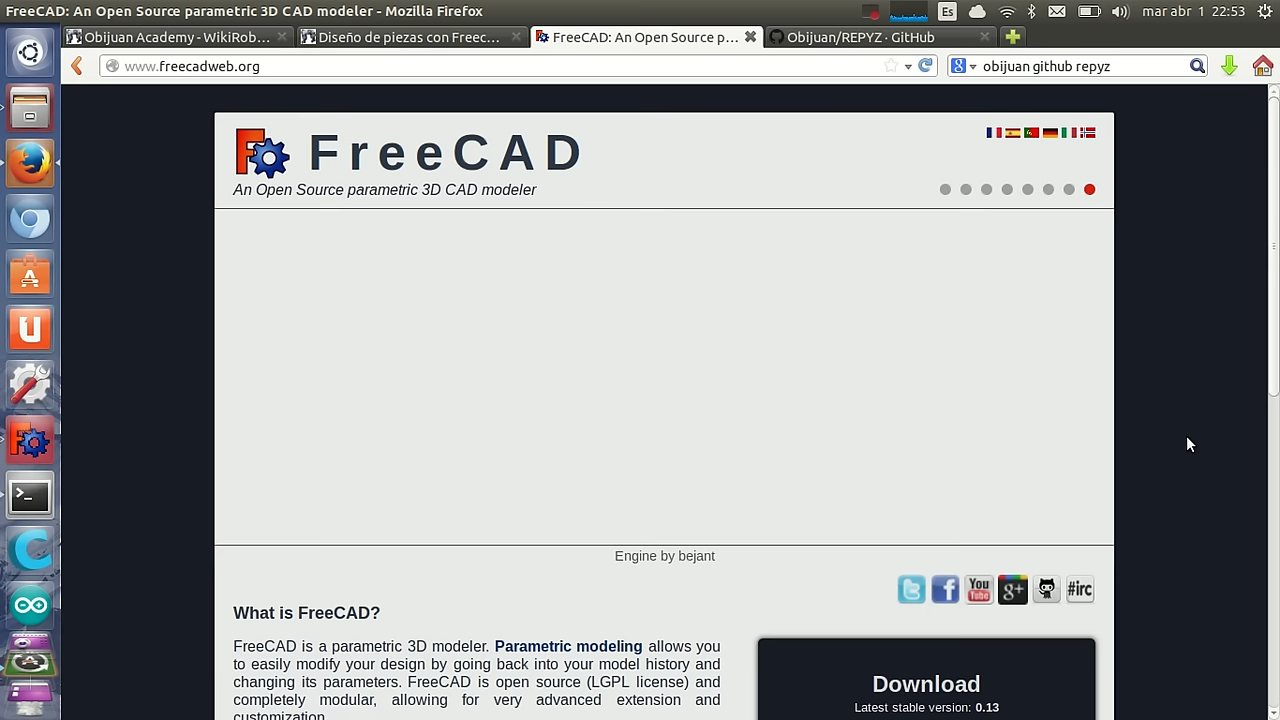 FreeCAD: An Open Source parametric 3D CAD modeler - Mozilla Firefox
Es
mar abr 1 22:53
Obijuan Academy - WikiRob...
Diseño de piezas con Freec...
FreeCAD: An Open Source p...
Obijuan/REPYZ · GitHub
www.freecadweb.org
obijuan github repyz
FreeCAD
An Open Source parametric 3D CAD modeler
Engine by bejant
You
Tube
g+
#irc
What is FreeCAD?
FreeCAD is a parametric 3D modeler. Parametric modeling allows you
to easily modify your design by going back into your model history and
changing its parameters. FreeCAD is open source (LGPL license) and
completely modular, allowing for very advanced extension and
customization.
Download
Latest stable version: 0.13